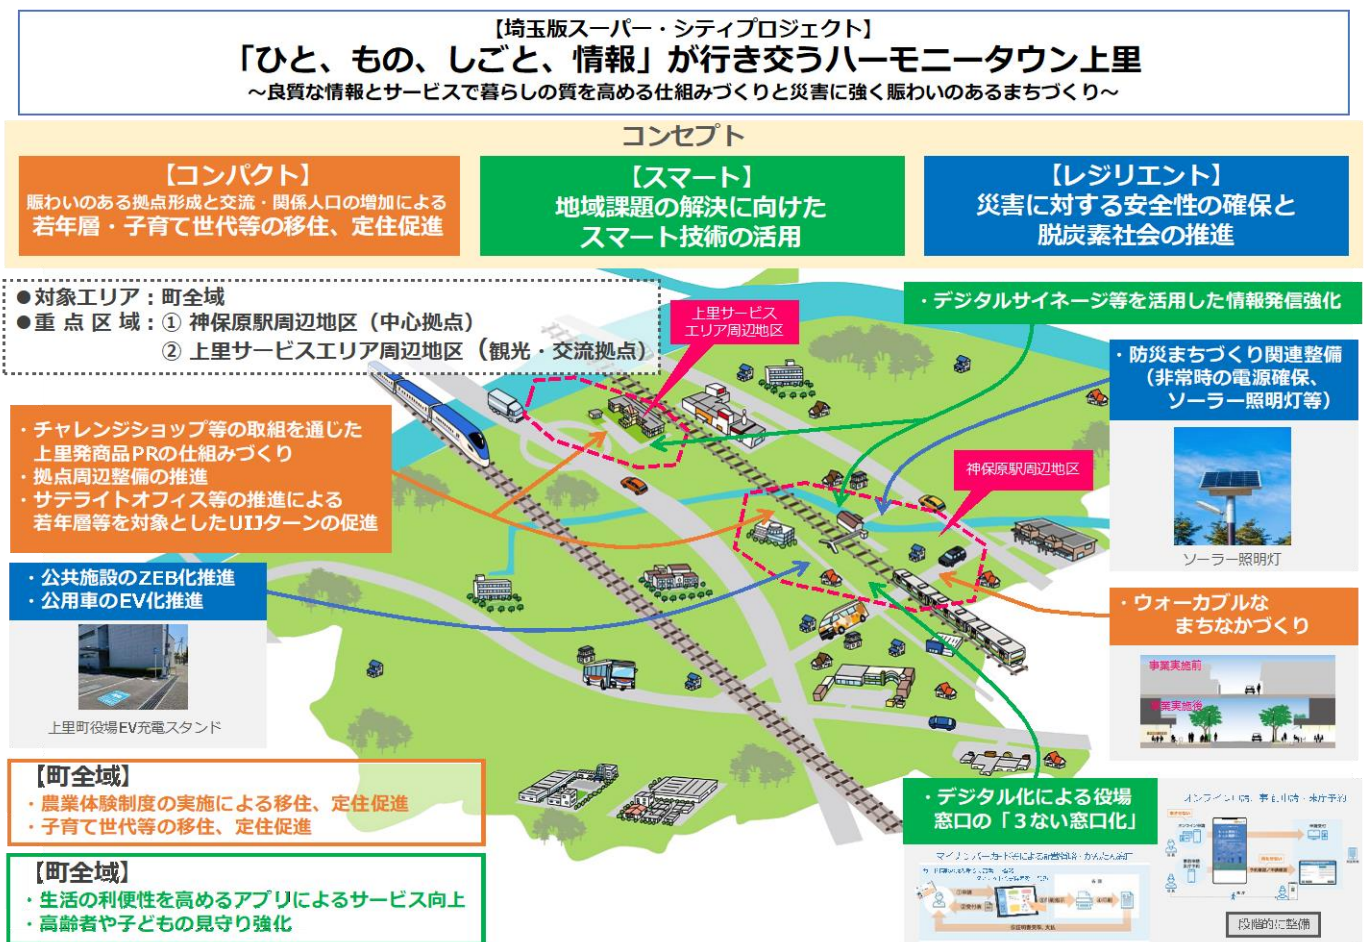 【埼玉版スーパー・シティプロジェクト】
「ひと、もの、しごと、情報」が行き交うハーモニータウン上里
～良質な情報とサービスで暮らしの質を高める仕組みづくりと災害に強く賑わいのあるまちづくり～
コンセプト
【コンパクト】
賑わいのある拠点形成と交流・関係人口の増加による
若年層・子育て世代等の移住、定住促進
【スマート】
地域課題の解決に向けた
スマート技術の活用
【レジリエント】
災害に対する安全性の確保と
脱炭素社会の推進
●対象エリア：町全域
●重点区域：① 神保原駅周辺地区（中心拠点）
② 上里サービスエリア周辺地区（観光・交流拠点）
上里サービス
エリア周辺地区
・デジタルサイネージ等を活用した情報発信強化
・防災まちづくり関連整備
（非常時の電源確保、
ソーラー照明灯等）
ソーラー照明灯
・チャレンジショップ等の取組を通じた
上里発商品PRの仕組みづくり
・拠点周辺整備の推進
・サテライトオフィス等の推進による
若年層等を対象としたUIJターンの促進
神保原駅周辺地区
・公共施設のZEB化推進
・公用車のEV化推進
上里町役場EV充電スタンド
・ウォーカブルな
まちなかづくり
事業実施前
事業実施後
【町全域】
・農業体験制度の実施による移住、定住促進
・子育て世代等の移住、定住促進
【町全域】
・生活の利便性を高めるアプリによるサービス向上
・高齢者や子どもの見守り強化
・デジタル化による役場
窓口の「３ない窓口化」
段階的に整備